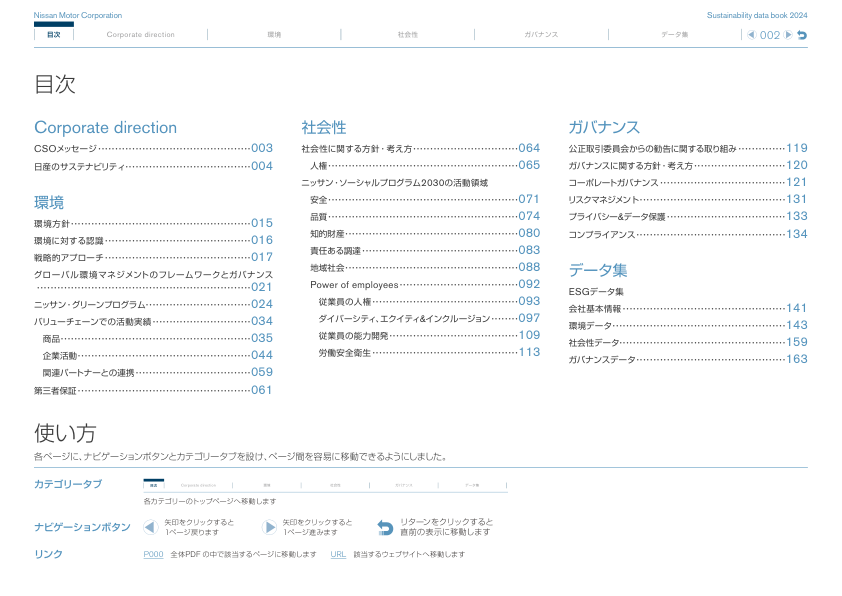 Nissan Motor Corporation
Sustainability data book 2024
目次
Corporate direction
環境
社会性
ガバナンス
データ集
002
目次
Corporate direction
CSOメッセージ 003
日産のサステナビリティ 004
環境
環境方針 015
環境に対する認識 016
戦略的アプローチ 017
グローバル環境マネジメントのフレームワークとガバナンス
021
ニッサン・グリーンプログラム 024
バリューチェーンでの活動実績 034
商品 035
企業活動 044
関連パートナーとの連携 059
第三者保証 061
社会性
社会性に関する方針・考え方 064
人権 065
ニッサン・ソーシャルプログラム2030の活動領域
安全 071
品質 074
知的財産 080
責任ある調達 083
地域社会 088
Power of employees 092
従業員の人権 093
ダイバーシティ、エクイティ&インクルージョン 097
従業員の能力開発 109
労働安全衛生 113
ガバナンス
公正取引委員会からの勧告に関する取り組み 119
ガバナンスに関する方針・考え方 120
コーポレートガバナンス 121
リスクマネジメント 131
プライバシー&データ保護 133
コンプライアンス 134
データ集
ESGデータ集
会社基本情報 141
環境データ 143
社会性データ 159
ガバナンスデータ 163
使い方
各ページに、ナビゲーションボタンとカテゴリータブを設け、ページ間を容易に移動できるようにしました。
カテゴリータブ
目次 Corporate direction 環境 社会性 ガバナンス データ集
各カテゴリーのトップページへ移動します
ナビゲーションボタン
矢印をクリックすると
1ページ戻ります
矢印をクリックすると
1ページ進みます
リターンをクリックすると
直前の表示に移動します
リンク
P000 全体PDF の中で該当するページに移動します
URL 該当するウェブサイトへ移動します